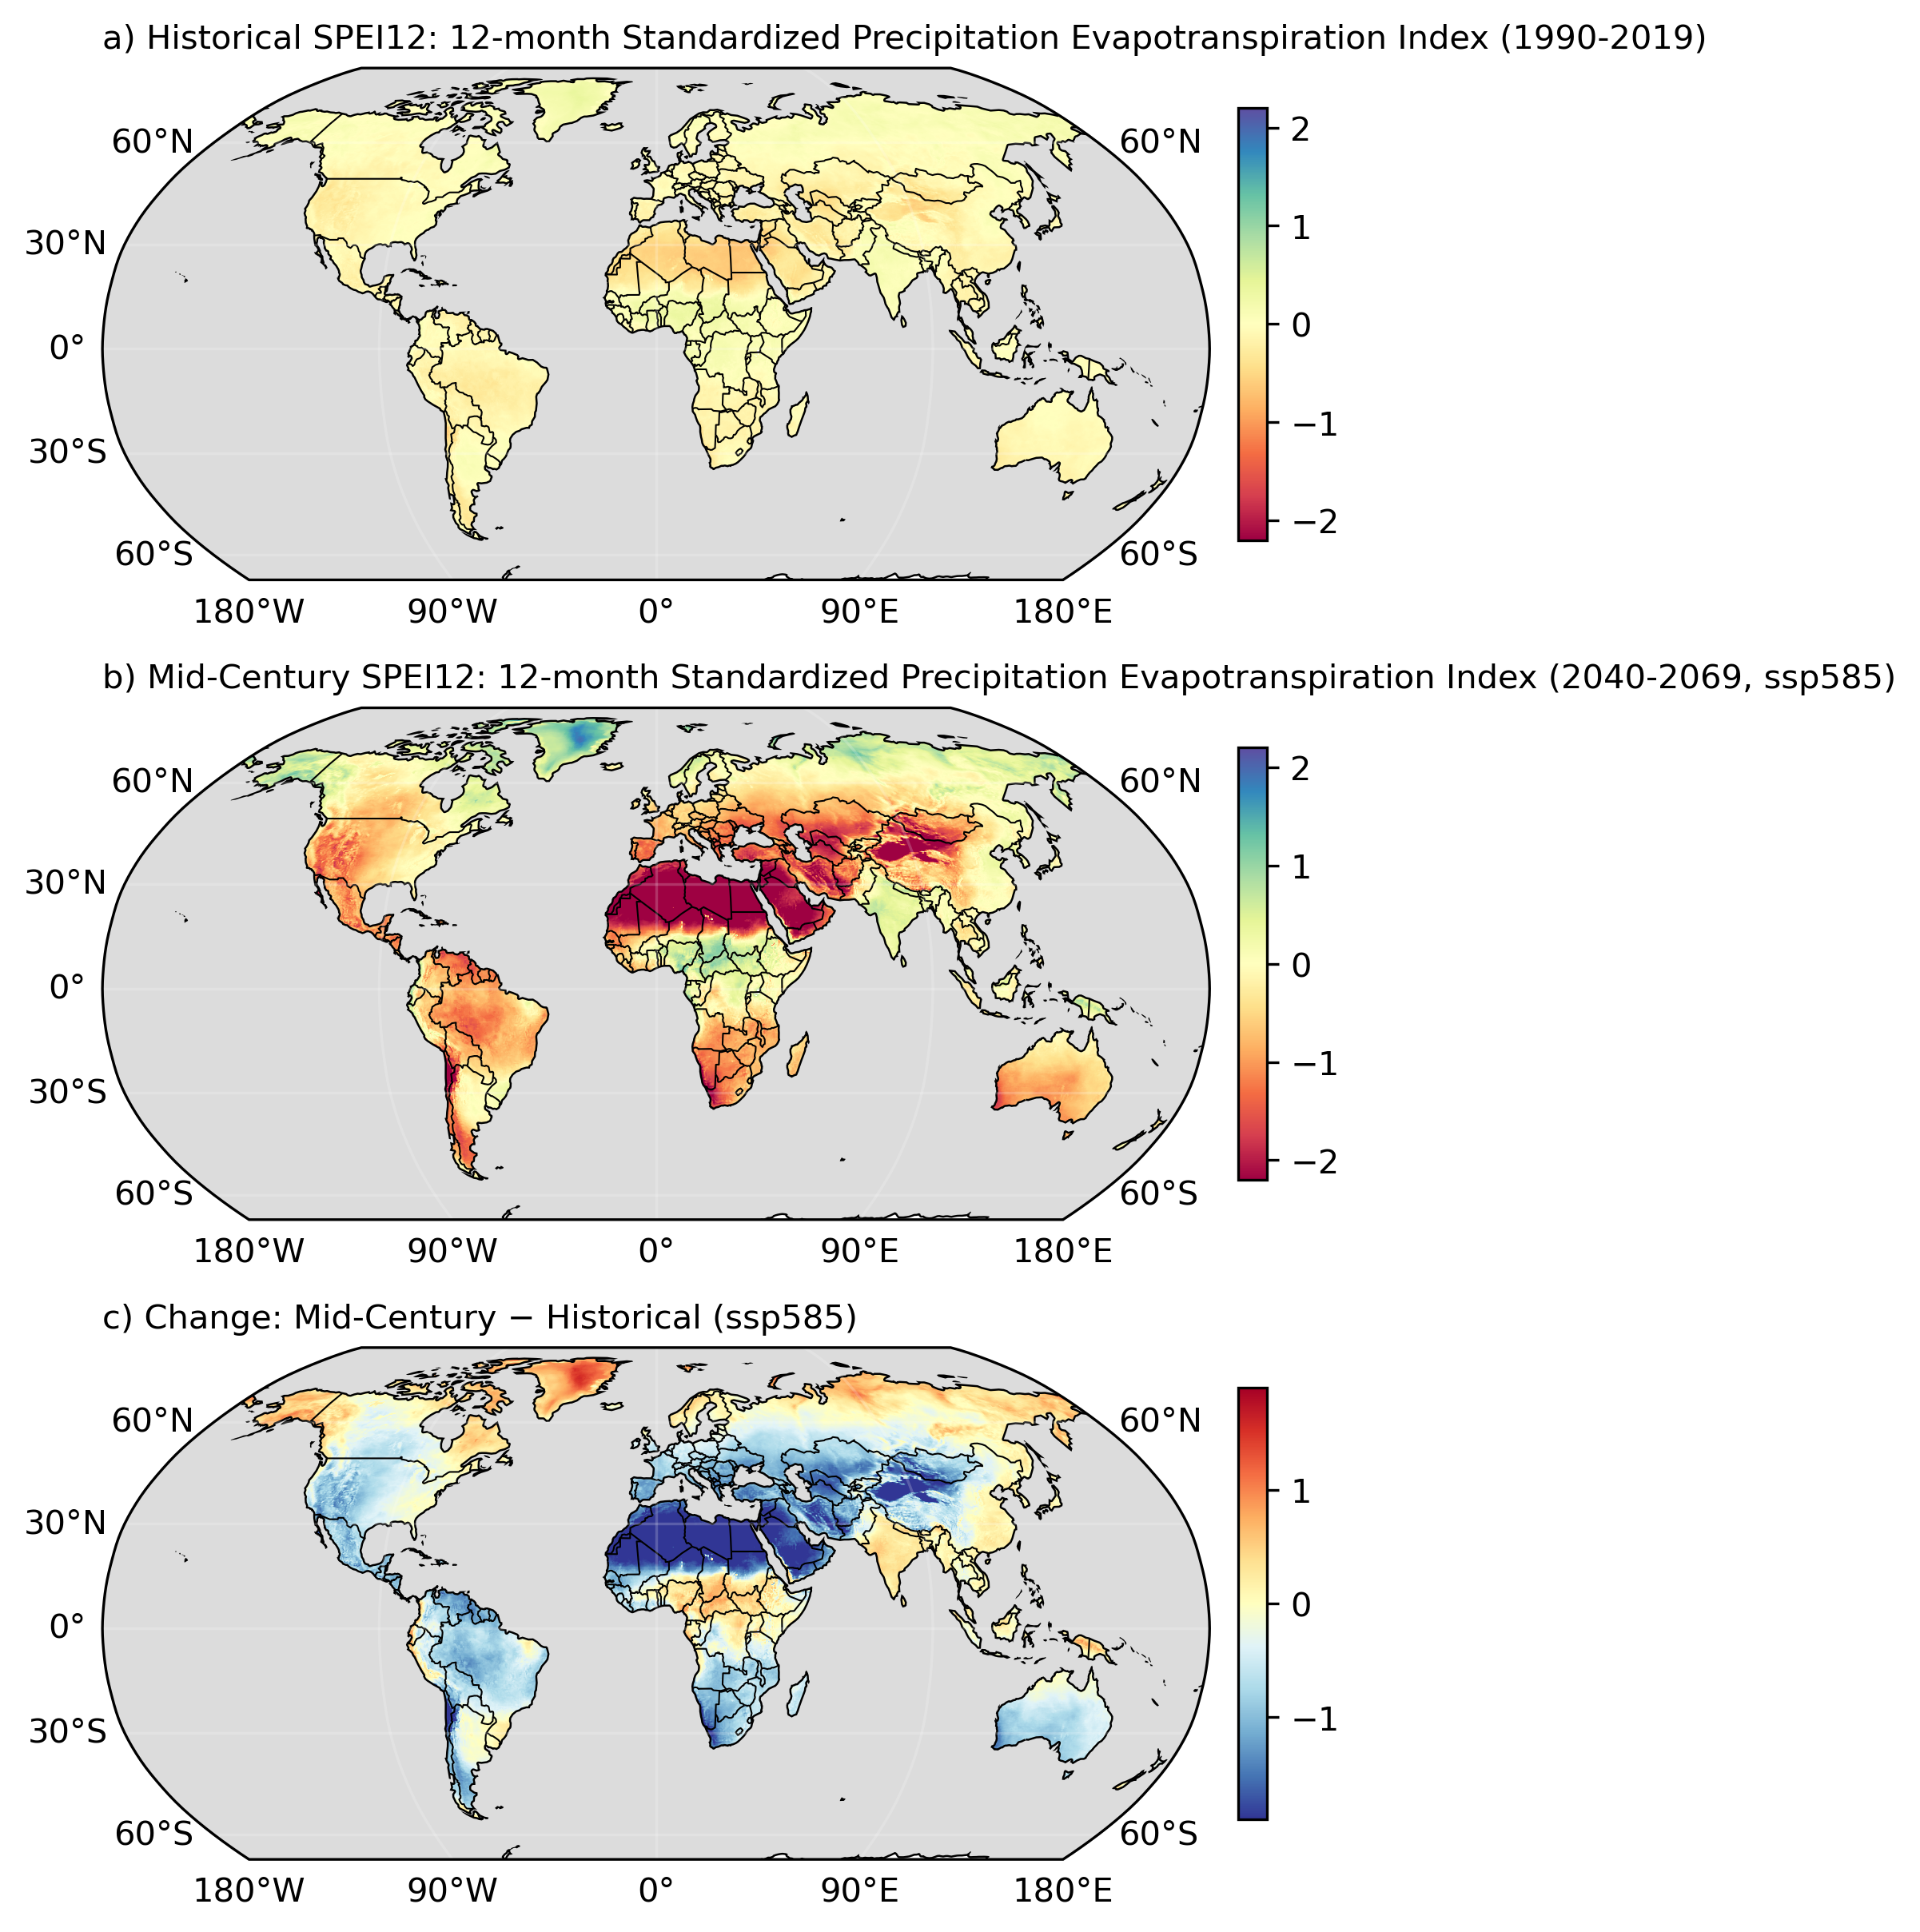 a) Historical SPEI12: 12-month Standardized Precipitation Evapotranspiration Index (1990-2019)
60°N 60°N
30°N
0°
30°S
60°S 60°S
180°W 90°W 0° 90°E 180°E
2
1
0
−1
−2
b) Mid-Century SPEI12: 12-month Standardized Precipitation Evapotranspiration Index (2040-2069, ssp585)
60°N 60°N
30°N
0°
30°S
60°S 60°S
180°W 90°W 0° 90°E 180°E
2
1
0
−1
−2
c) Change: Mid-Century − Historical (ssp585)
60°N 60°N
30°N
0°
30°S
60°S 60°S
180°W 90°W 0° 90°E 180°E
1
0
−1